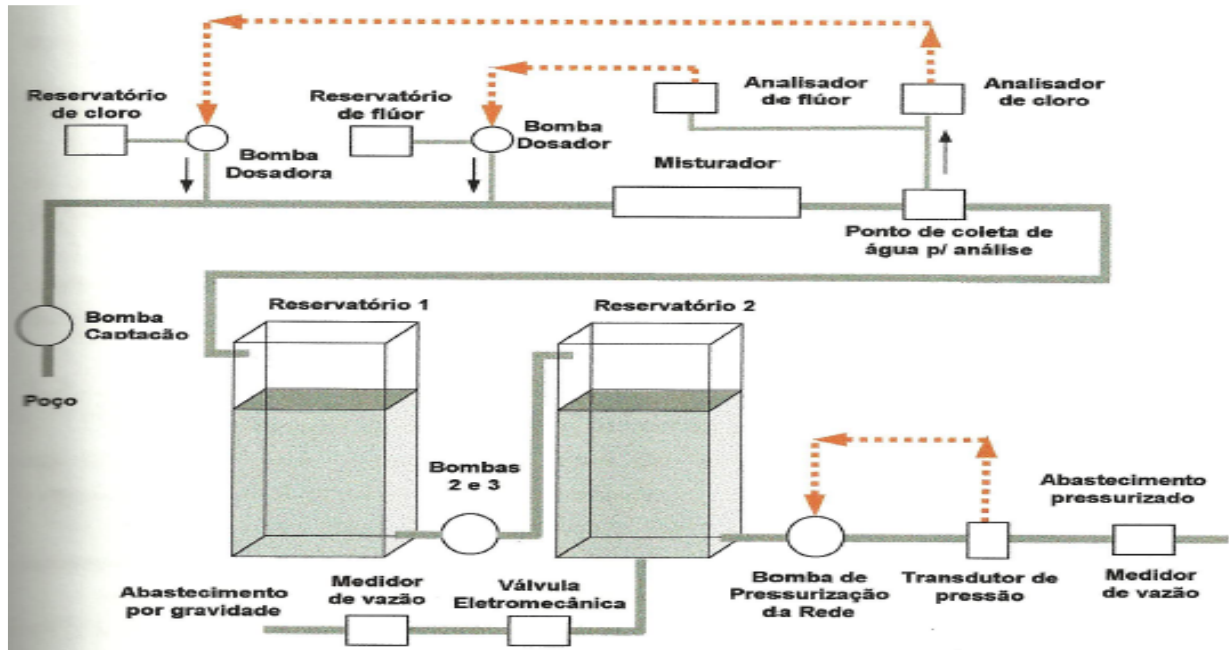 Reservatório
de cloro
Bomba
Dosadora
Reservatório
de flúor
Bomba
Dosador
Analisador
de flúor
Analisador
de cloro
Misturador
Ponto de coleta de
água p/ análise
Bomba
Captação
Poço
Reservatório 1
Reservatório 2
Bombas
2 e 3
Abastecimento
pressurizado
Abastecimento
por gravidade
Medidor
de vazão
Válvula
Eletromecânica
Bomba de
Pressurização
da Rede
Transdutor de
pressão
Medidor
de vazão